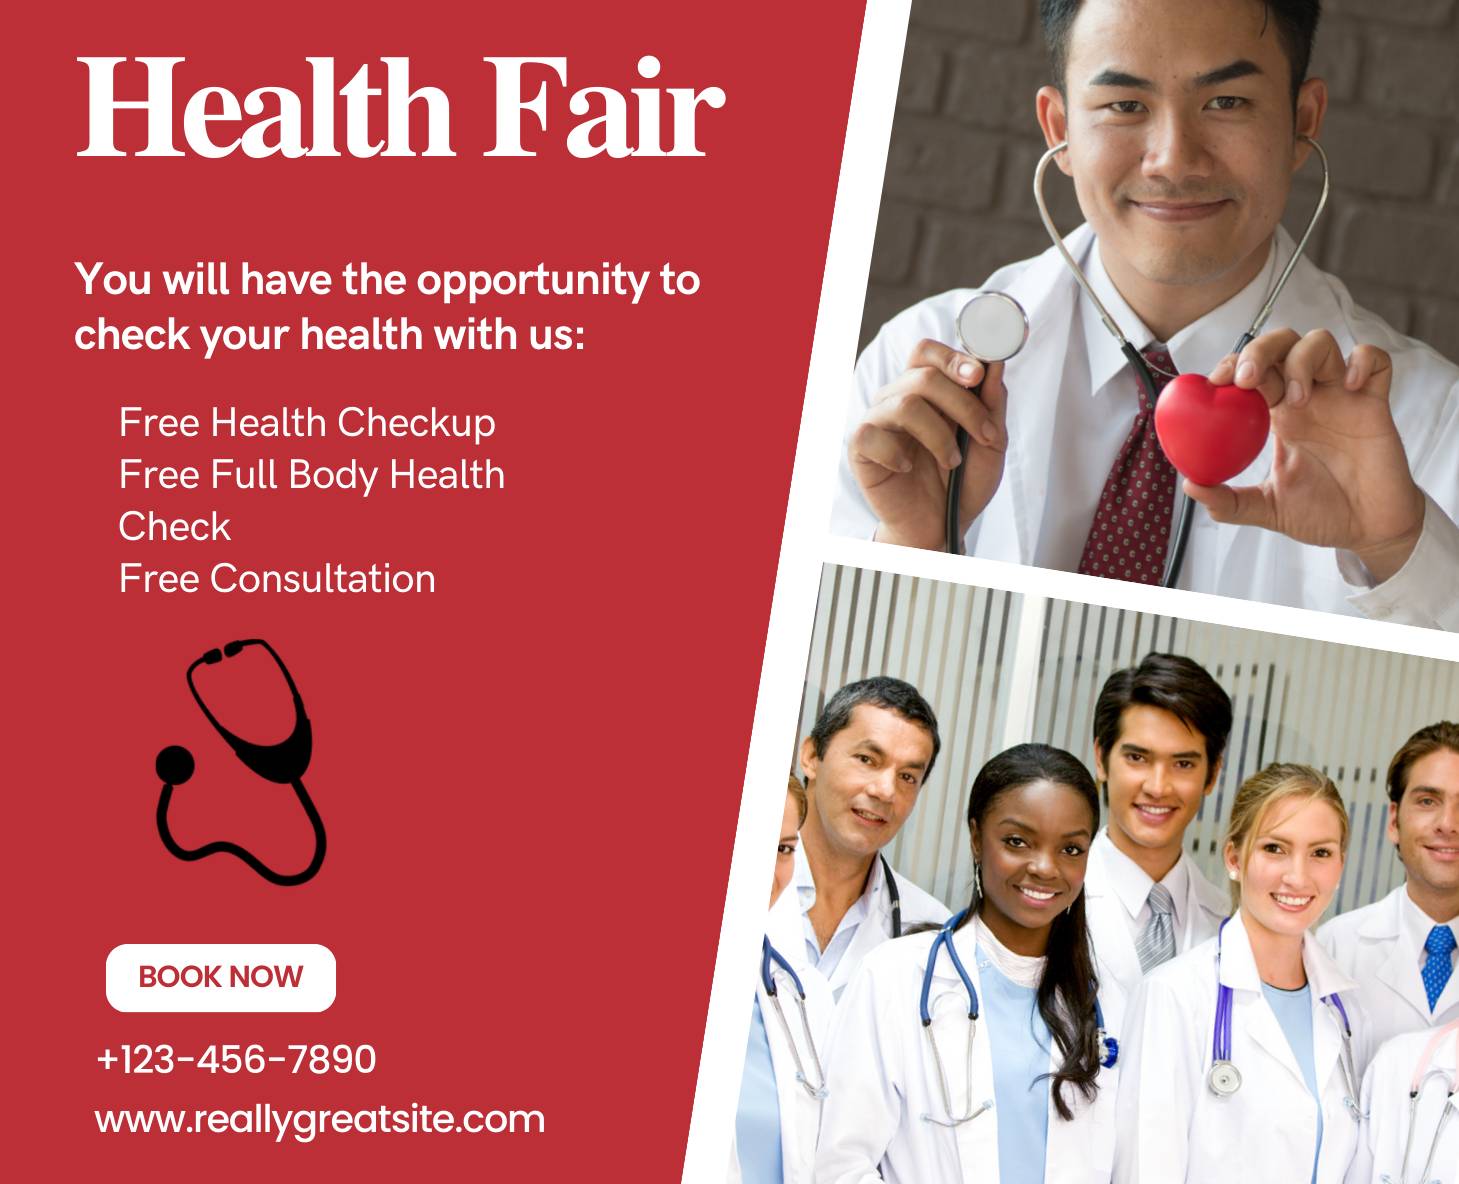 Health Fair
You will have the opportunity to
check your health with us:
Free Health Checkup
Free Full Body Health
Check
Free Consultation
BOOK NOW
+123-456-7890
www.reallygreatsite.com